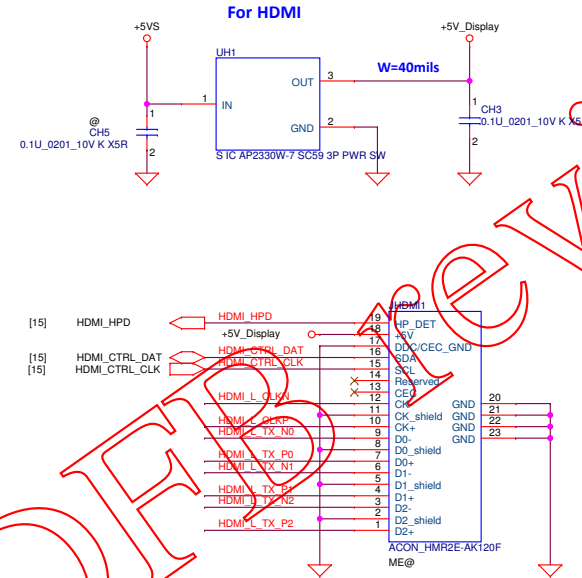 For HDMI
+5VS
+5V_Display
UH1
W=40mils
OUT 3
1 IN
GND 2
1
@
CH5
0.1U_0201_10V K X5R
2
S IC AP2330W-7 SC59 3P PWR SW
1
CH3
0.1U_0201_10V K X5
2
JHDMI1
[15] HDMI_HPD HDMI_HPD 19 HP_DET
+5V_Display 18 +5V
17 DDC/CEC_GND
[15] HDMI_CTRL_DAT HDMI_CTRL_DAT 16 SDA
[15] HDMI_CTRL_CLK HDMI_CTRL_CLK 15 SCL
14 Reserved
13 CEC
HDMI_L_CLKN 12 CK- GND 20
11 CK_shield GND 21
HDMI_L_CLKP 10 CK+ GND 22
HDMI_L_TX_N0 9 D0- GND 23
8 D0_shield
HDMI_L_TX_P0 7 D0+
HDMI_L_TX_N1 6 D1-
5 D1_shield
HDMI_L_TX_P1 4 D1+
HDMI_L_TX_N2 3 D2-
2 D2_shield
HDMI_L_TX_P2 1 D2+
ACON_HMR2E-AK120F
ME@